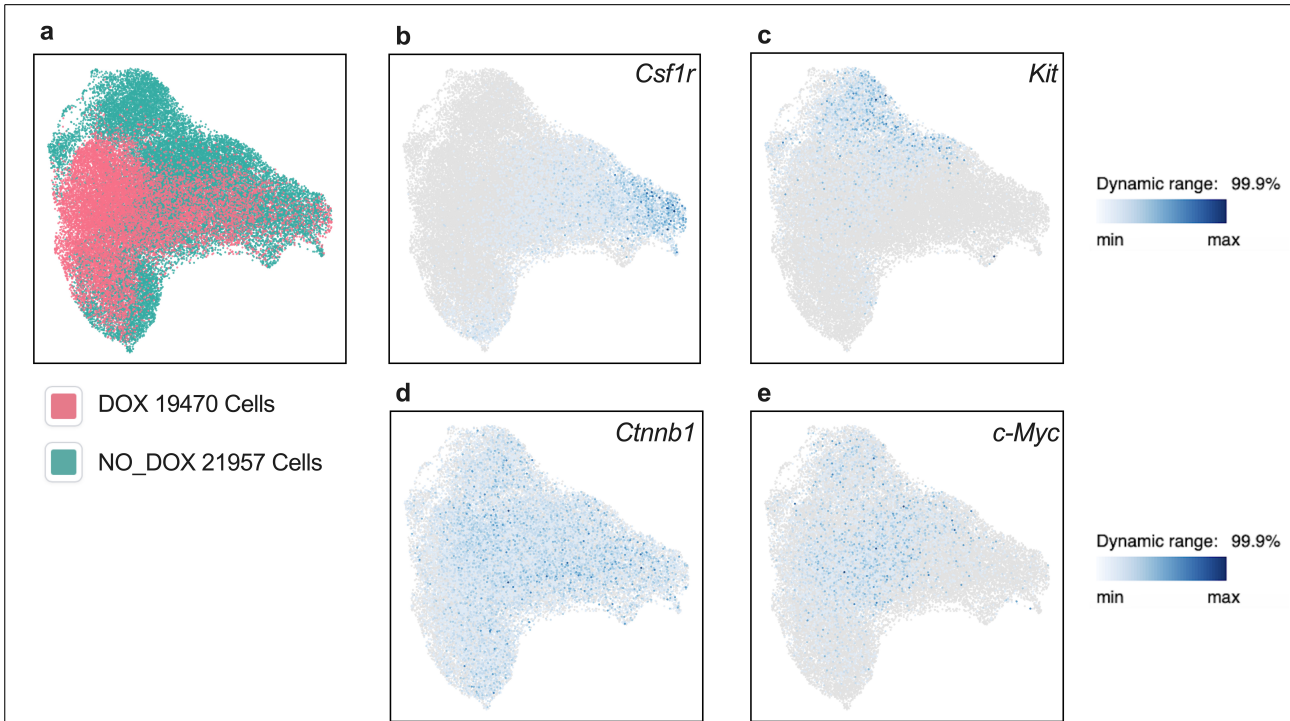 a
b
c
Csf1r
Kit
Dynamic range: 99.9%
min max
DOX 19470 Cells
NO_DOX 21957 Cells
d
e
Ctnnb1
c-Myc
Dynamic range: 99.9%
min max